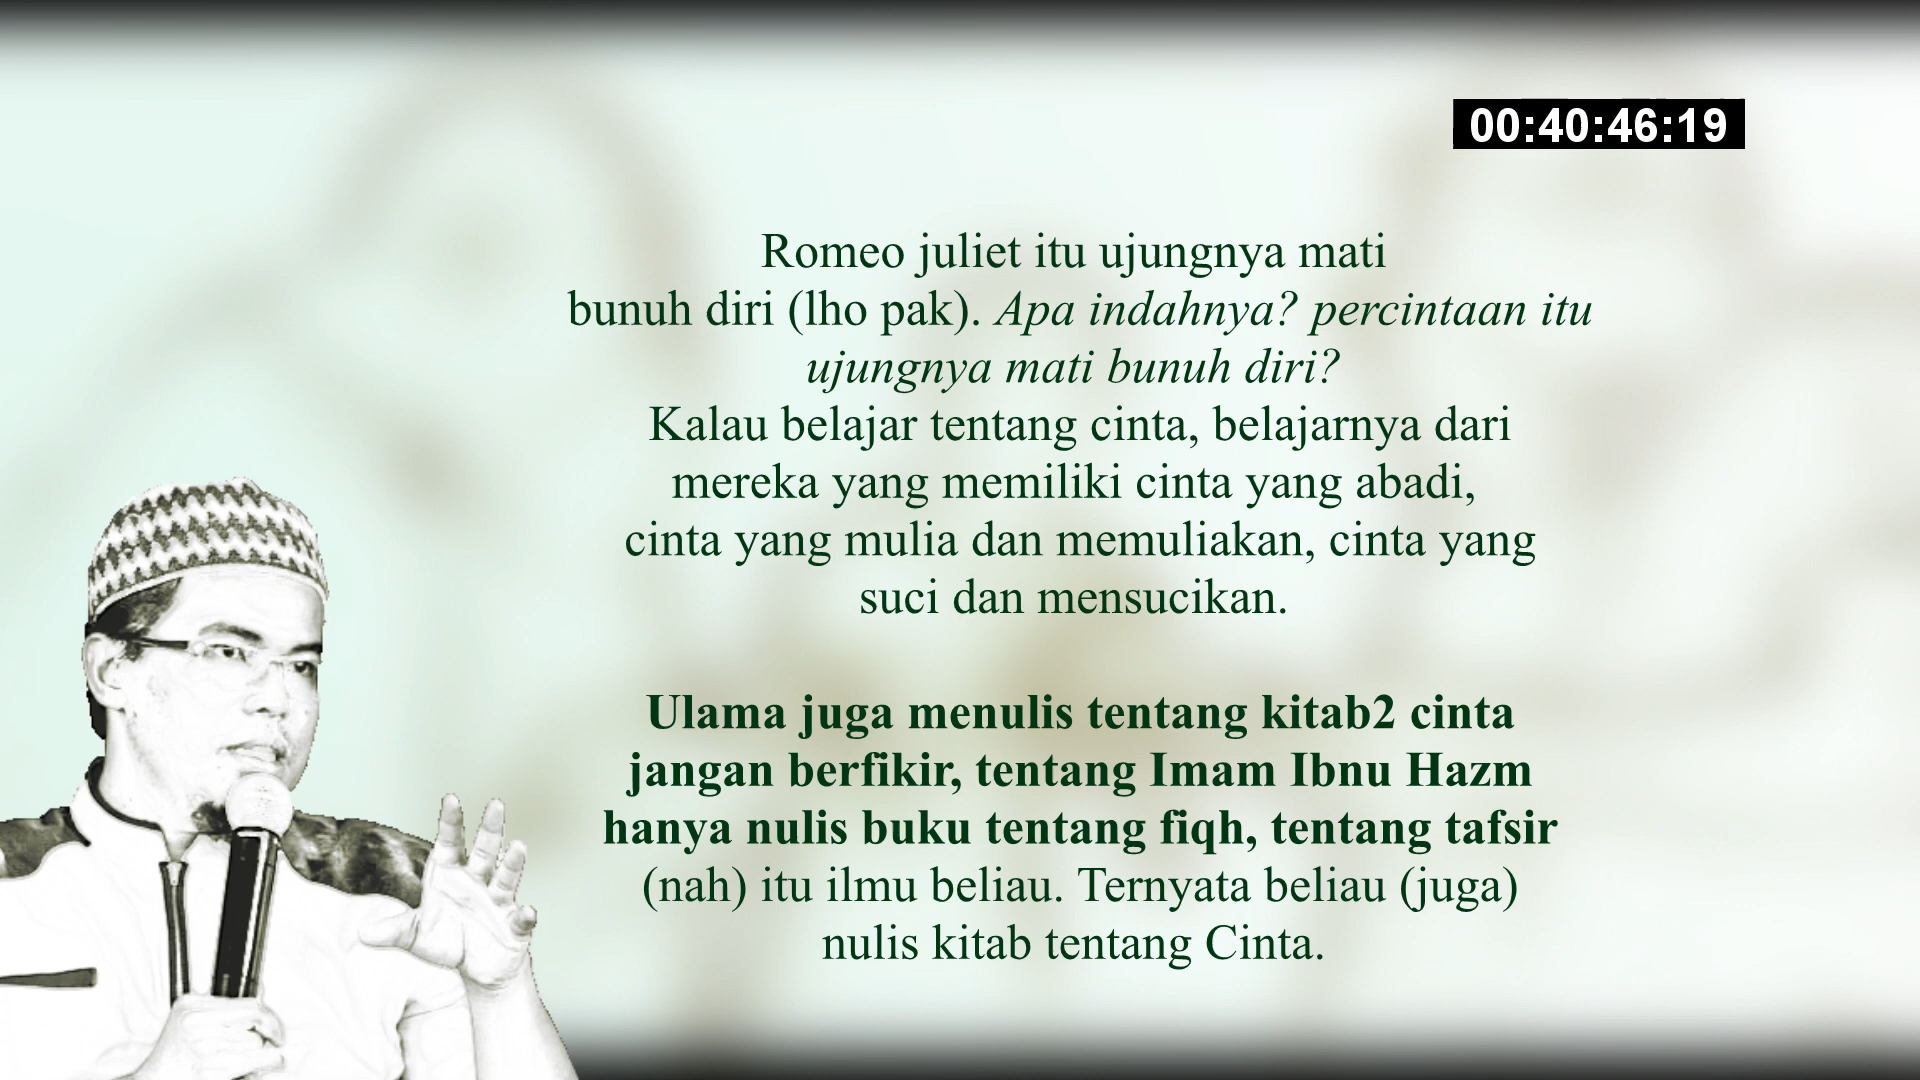 00:40:46:19
Romeo juliet itu ujungnya mati
bunuh diri (lho pak). Apa indahnya? percintaan itu
ujungnya mati bunuh diri?
Kalau belajar tentang cinta, belajarnya dari
mereka yang memiliki cinta yang abadi,
cinta yang mulia dan memuliakan, cinta yang
suci dan mensucikan.
Ulama juga menulis tentang kitab2 cinta
jangan berfikir, tentang Imam Ibnu Hazm
hanya nulis buku tentang fiqh, tentang tafsir
(nah) itu ilmu beliau. Ternyata beliau (juga)
nulis kitab tentang Cinta.